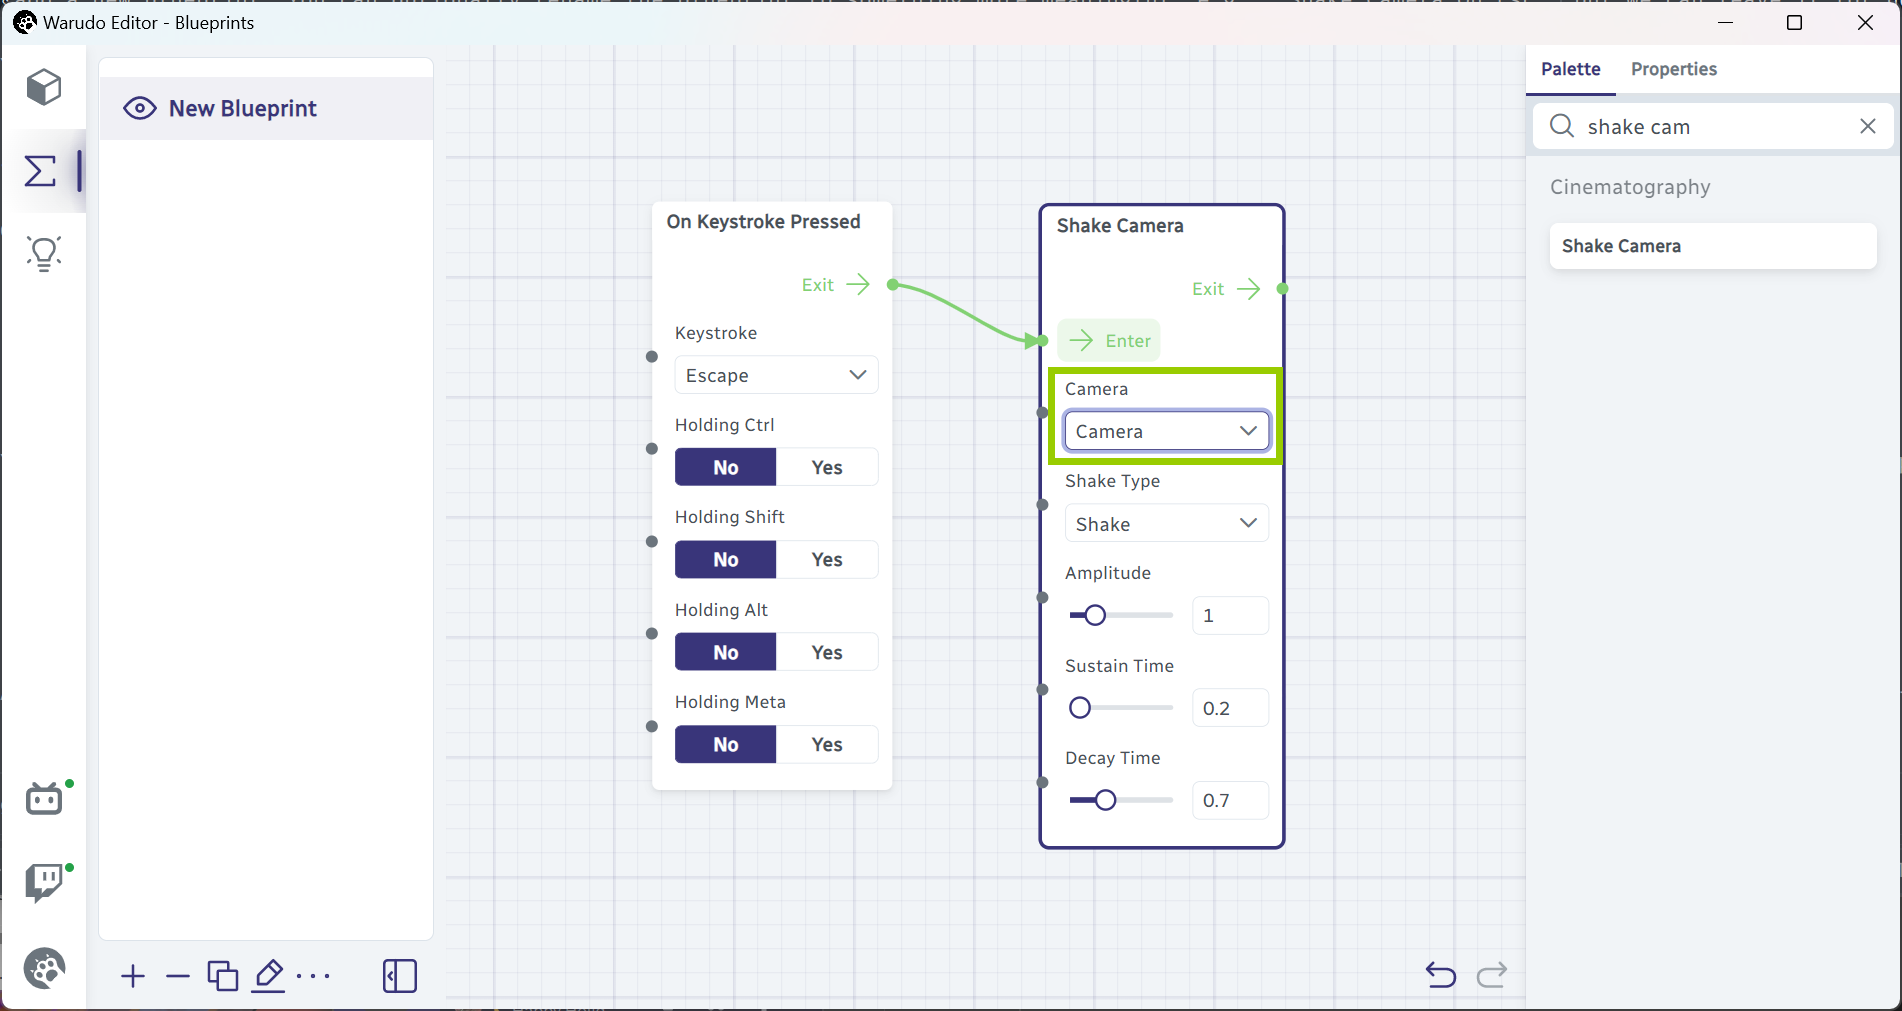 Warudo Editor - Blueprints
New Blueprint
On Keystroke Pressed
Exit
Keystroke
Escape
Holding Ctrl
No Yes
Holding Shift
No Yes
Holding Alt
No Yes
Holding Meta
No Yes
Shake Camera
Exit
Enter
Camera
Camera
Shake Type
Shake
Amplitude
1
Sustain Time
0.2
Decay Time
0.7
Palette Properties
shake cam
Cinematography
Shake Camera